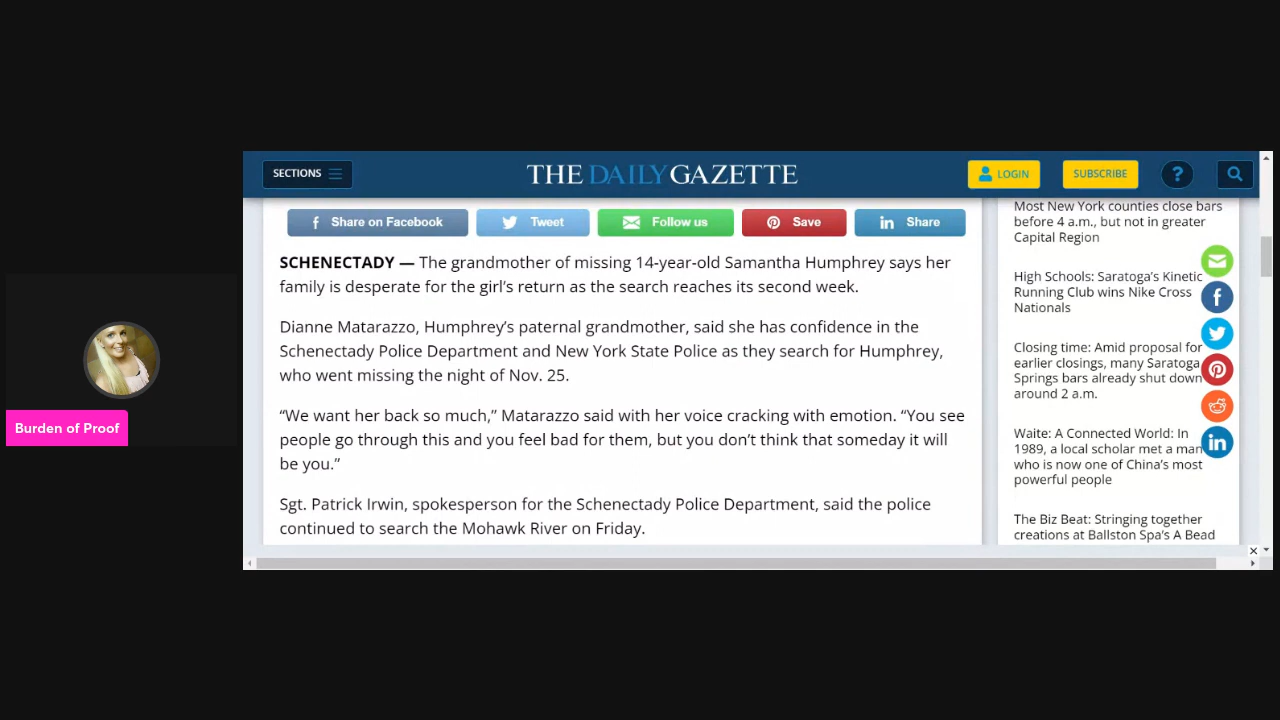 SECTIONS
THE DAILY GAZETTE
LOGIN
SUBSCRIBE
?
Share on Facebook
Tweet
Follow us
Save
Share
SCHENECTADY — The grandmother of missing 14-year-old Samantha Humphrey says her
family is desperate for the girl’s return as the search reaches its second week.
Dianne Matarazzo, Humphrey’s paternal grandmother, said she has confidence in the
Schenectady Police Department and New York State Police as they search for Humphrey,
who went missing the night of Nov. 25.
“We want her back so much,” Matarazzo said with her voice cracking with emotion. “You see
people go through this and you feel bad for them, but you don’t think that someday it will
be you.”
Sgt. Patrick Irwin, spokesperson for the Schenectady Police Department, said the police
continued to search the Mohawk River on Friday.
Most New York counties close bars
before 4 a.m., but not in greater
Capital Region
High Schools: Saratoga’s Kinetic
Running Club wins Nike Cross
Nationals
Closing time: Amid proposal for
earlier closings, many Saratoga
Springs bars already shut down
around 2 a.m.
Waite: A Connected World: In
1989, a local scholar met a man
who is now one of China’s most
powerful people
The Biz Beat: Stringing together
creations at Ballston Spa’s A Bead
Burden of Proof